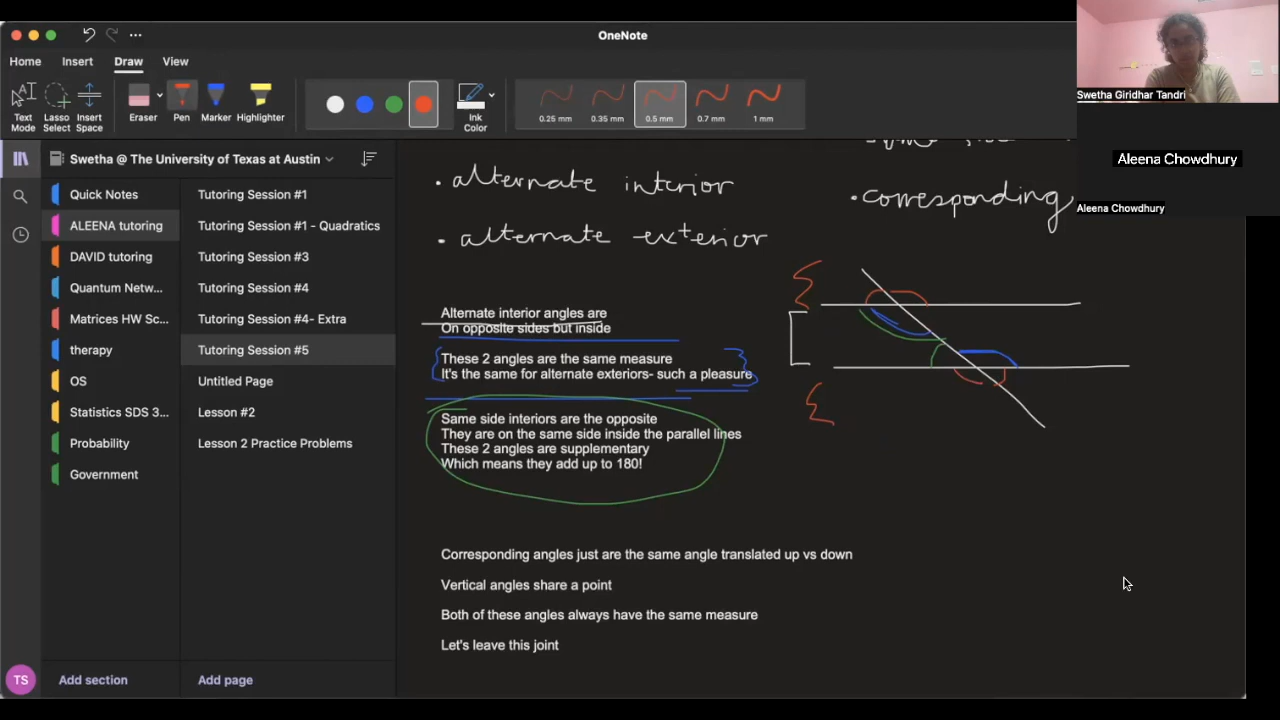 OneNote
Home Insert Draw View
Text Mode
Lasso Select
Insert Space
Eraser
Pen
Marker
Highlighter
Ink Color
0.25 mm
0.35 mm
0.5 mm
0.7 mm
1 mm
Swetha Giridhar Tandri
Aleena Chowdhury
Aleena Chowdhury
Swetha @ The University of Texas at Austin
Quick Notes
ALEENA tutoring
DAVID tutoring
Quantum Netw...
Matrices HW Sc...
therapy
OS
Statistics SDS 3...
Probability
Government
TS
Add section
Tutoring Session #1
Tutoring Session #1 - Quadratics
Tutoring Session #3
Tutoring Session #4
Tutoring Session #4- Extra
Tutoring Session #5
Untitled Page
Lesson #2
Lesson 2 Practice Problems
Add page
• alternate interior
• alternate exterior
• corresponding
Alternate interior angles are
On opposite sides but inside
These 2 angles are the same measure
It's the same for alternate exteriors- such a pleasure
Same side interiors are the opposite
They are on the same side inside the parallel lines
These 2 angles are supplementary
Which means they add up to 180!
Corresponding angles just are the same angle translated up vs down
Vertical angles share a point
Both of these angles always have the same measure
Let's leave this joint